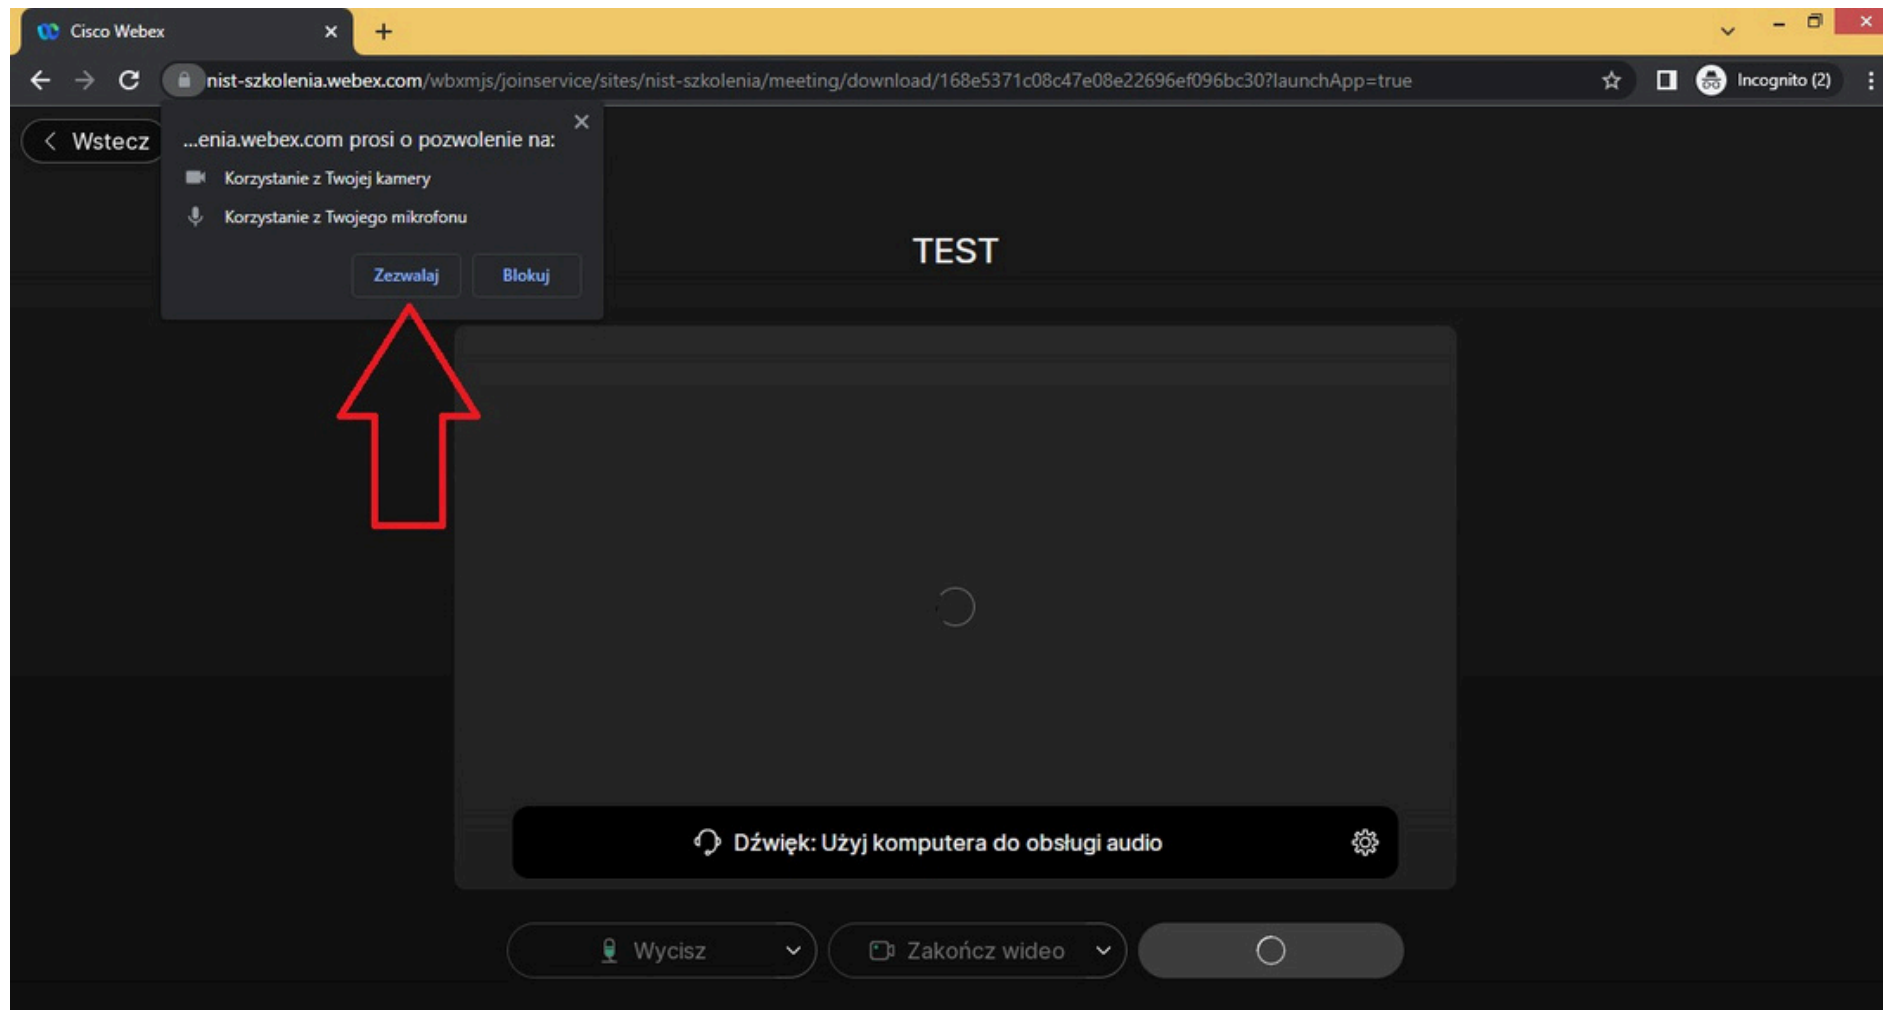 Cisco Webex
nist-szkolenia.webex.com/wbxmjs/joinservice/sites/nist-szkolenia/meeting/download/168e5371c08c47e08e22696ef096bc30?launchApp=true
Incognito (2)
Wstecz
...enia.webex.com prosi o pozwolenie na:
Korzystanie z Twojej kamery
Korzystanie z Twojego mikrofonu
Zezwalaj Blokuj
TEST
Dźwięk: Użyj komputera do obsługi audio
Wycisz Zakończ wideo